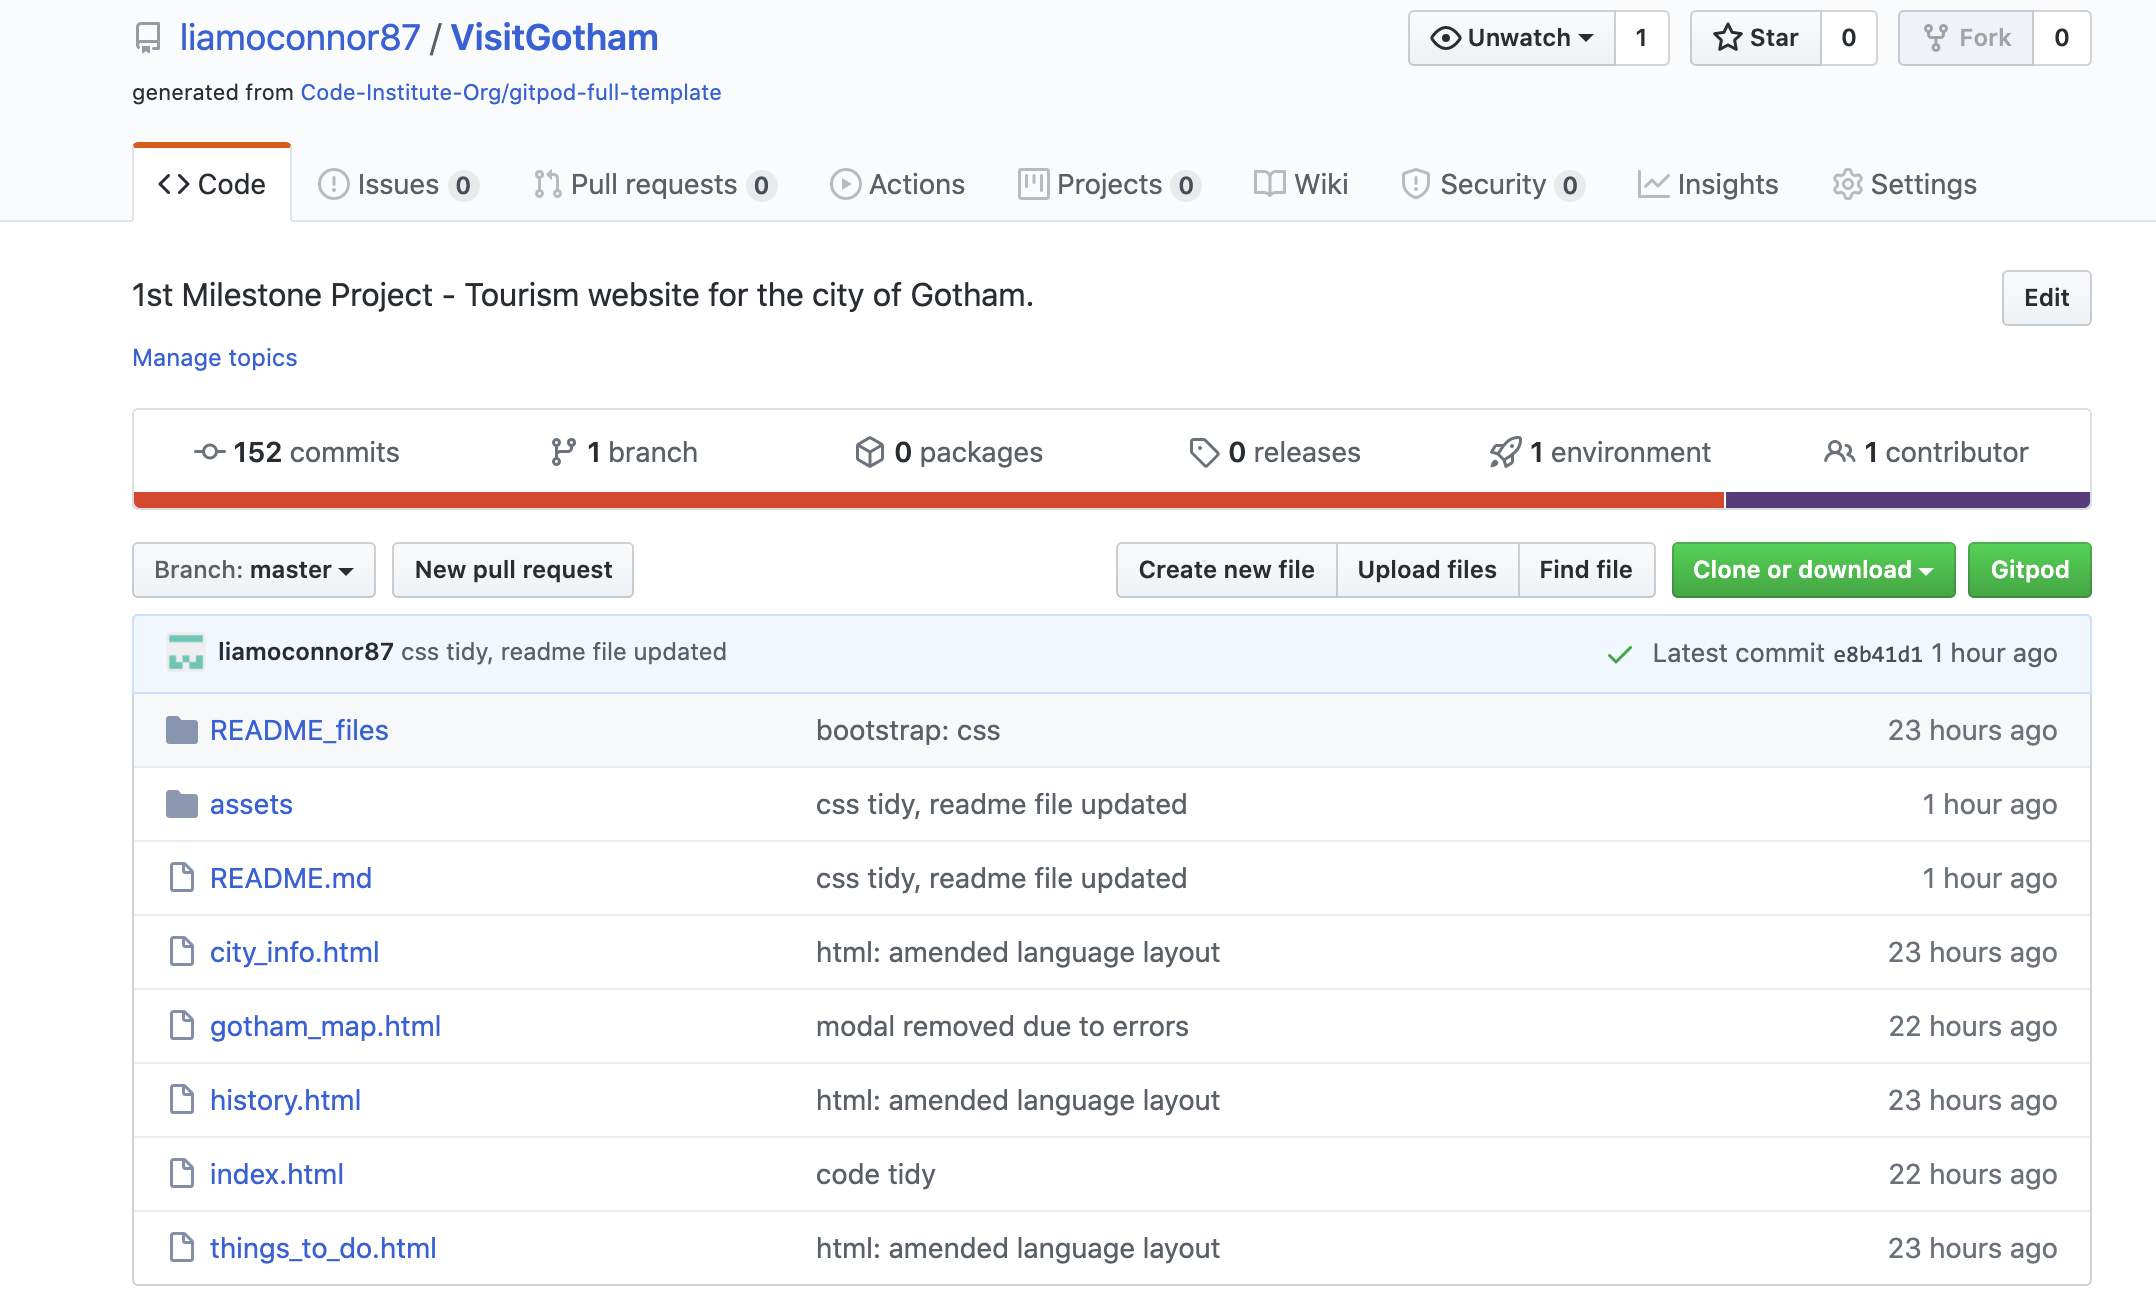 liamoconnor87 / VisitGotham
Unwatch 1
Star 0
Fork 0
generated from Code-Institute-Org/gitpod-full-template
Code
Issues 0
Pull requests 0
Actions
Projects 0
Wiki
Security 0
Insights
Settings
1st Milestone Project - Tourism website for the city of Gotham.
Edit
Manage topics
152 commits
1 branch
0 packages
0 releases
1 environment
1 contributor
Branch: master
New pull request
Create new file
Upload files
Find file
Clone or download
Gitpod
liamoconnor87 css tidy, readme file updated
Latest commit e8b41d1 1 hour ago
README_files bootstrap: css 23 hours ago
assets css tidy, readme file updated 1 hour ago
README.md css tidy, readme file updated 1 hour ago
city_info.html html: amended language layout 23 hours ago
gotham_map.html modal removed due to errors 22 hours ago
history.html html: amended language layout 23 hours ago
index.html code tidy 22 hours ago
things_to_do.html html: amended language layout 23 hours ago